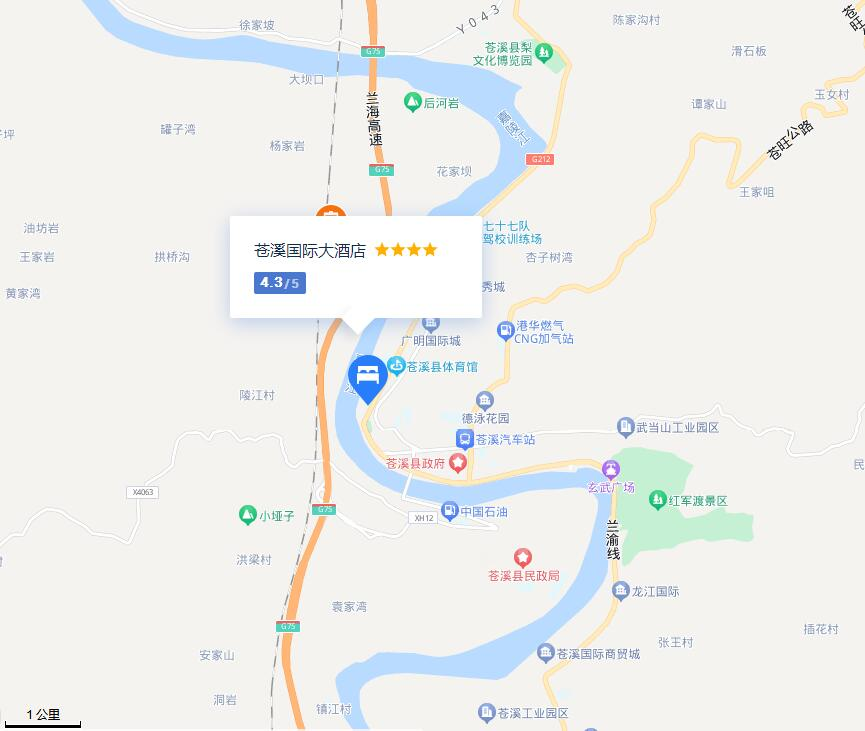 徐家坡
Y043
陈家沟村
苍溪县梨
文化博览园
滑石板
苍旺
G75
大坝口
兰海高速
后河岩
玉女村
谭家山
嘉陵江
罐子湾
苍旺公路
子坪
杨家岩
G212
G75
花家坝
王家咀
七十七队
驾校训练场
油坊岩
王家岩
拱桥沟
苍溪国际大酒店
4.3/5
杏子树湾
秀城
黄家湾
港华燃气
CNG加气站
广明国际城
苍溪县体育馆
江
陵江村
德泳花园
武当山工业园区
苍溪汽车站
苍溪县政府
民
玄武广场
X4063
红军渡景区
小垭子
G75
XH12
中国石油
兰渝线
洪梁村
苍溪县民政局
龙江国际
袁家湾
G75
插花村
张王村
安家山
苍溪国际商贸城
洞岩
镇江村
苍溪工业园区
1公里